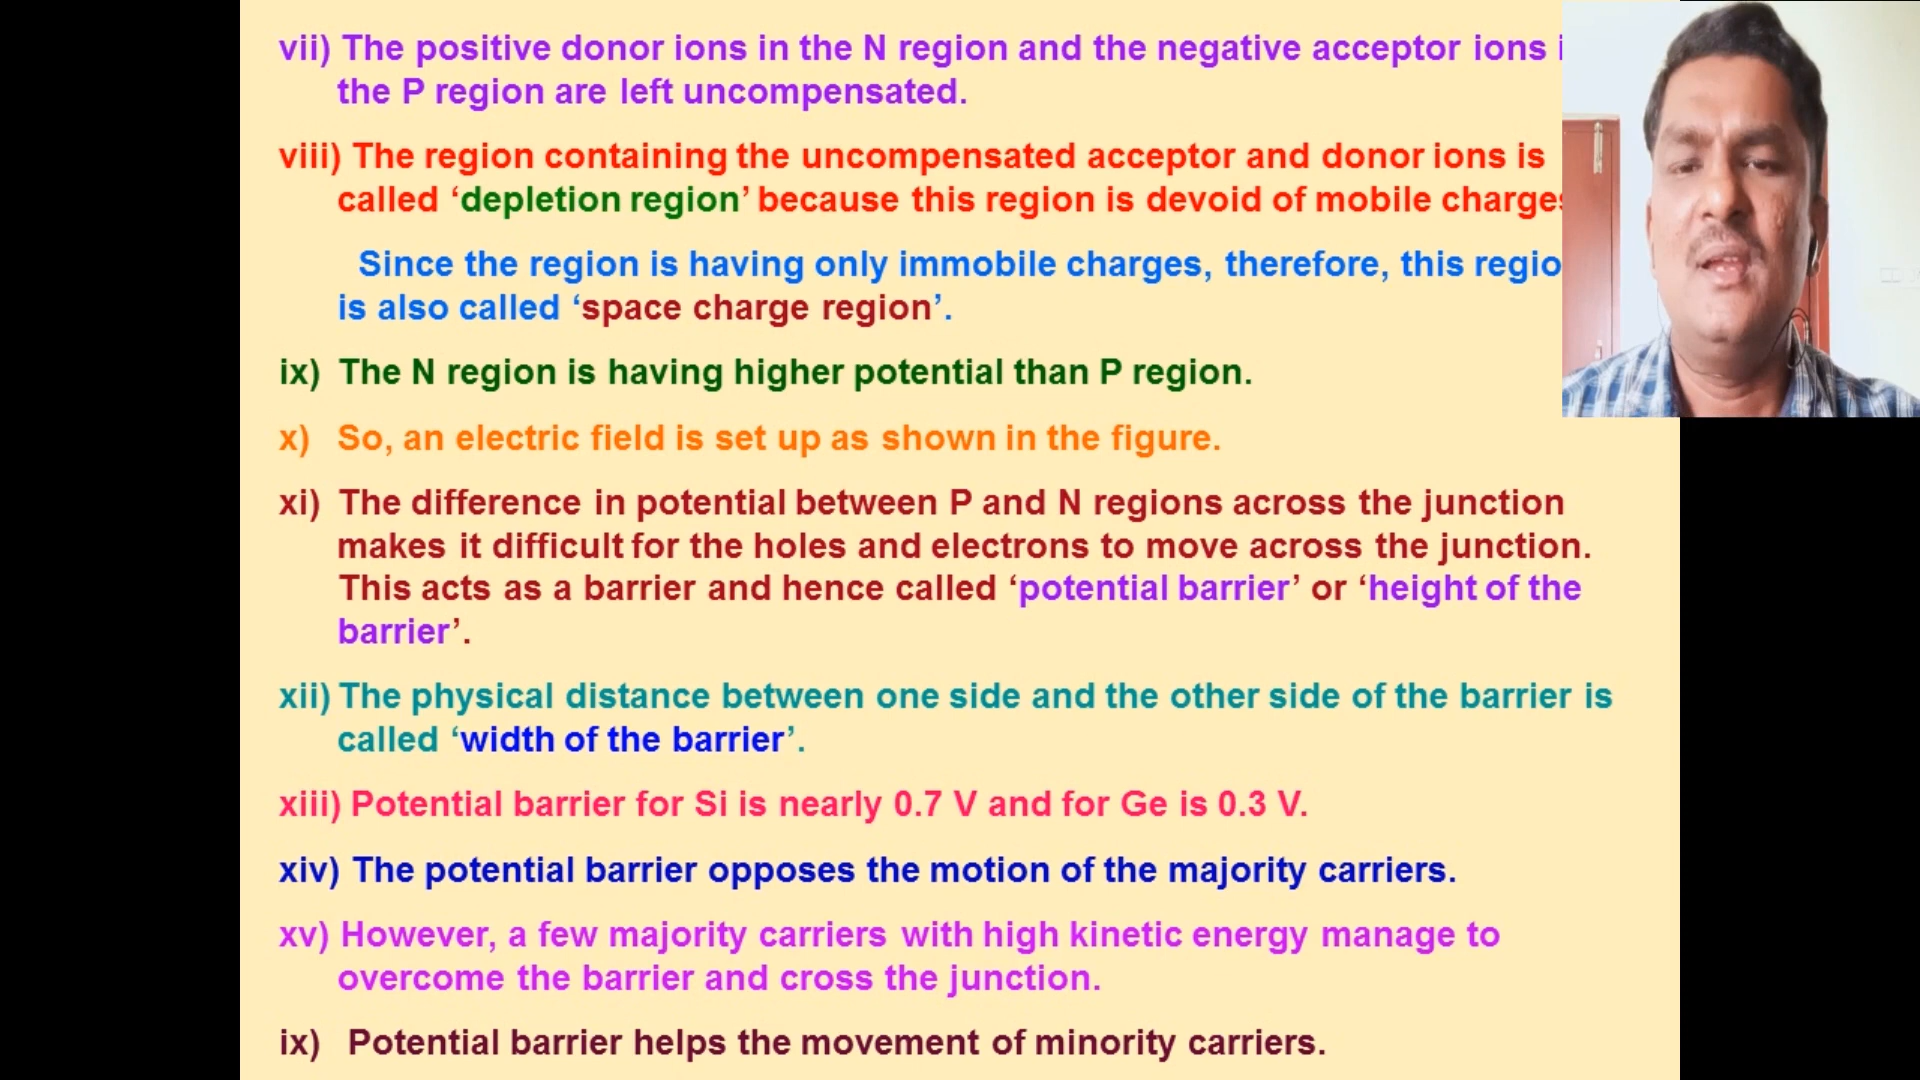 vii) The positive donor ions in the N region and the negative acceptor ions
the P region are left uncompensated.
viii) The region containing the uncompensated acceptor and donor ions is
called ‘depletion region’ because this region is devoid of mobile charges
Since the region is having only immobile charges, therefore, this regio
is also called ‘space charge region’.
ix) The N region is having higher potential than P region.
x) So, an electric field is set up as shown in the figure.
xi) The difference in potential between P and N regions across the junction
makes it difficult for the holes and electrons to move across the junction.
This acts as a barrier and hence called ‘potential barrier’ or ‘height of the
barrier’.
xii) The physical distance between one side and the other side of the barrier is
called ‘width of the barrier’.
xiii) Potential barrier for Si is nearly 0.7 V and for Ge is 0.3 V.
xiv) The potential barrier opposes the motion of the majority carriers.
xv) However, a few majority carriers with high kinetic energy manage to
overcome the barrier and cross the junction.
ix) Potential barrier helps the movement of minority carriers.